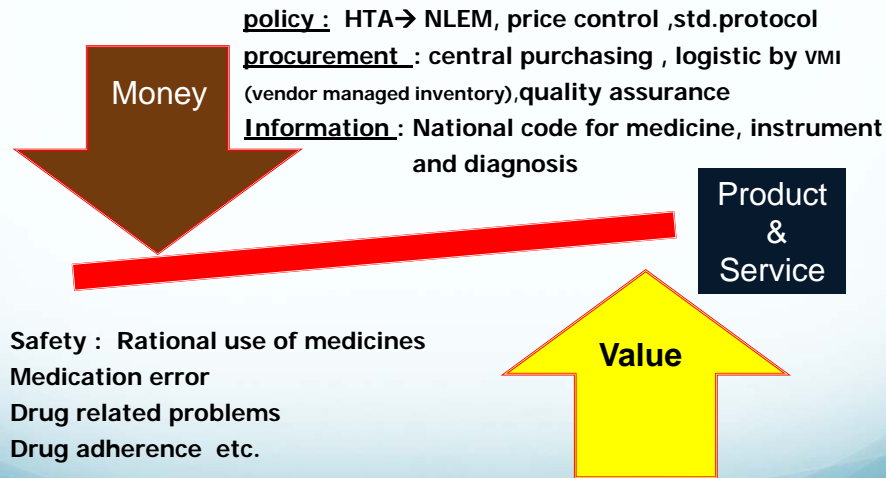 policy : HTA→ NLEM, price control ,std.protocol
procurement : central purchasing , logistic by VMI
(vendor managed inventory),quality assurance
Information : National code for medicine, instrument
and diagnosis
Money
Product
&
Service
Value
Safety : Rational use of medicines
Medication error
Drug related problems
Drug adherence etc.